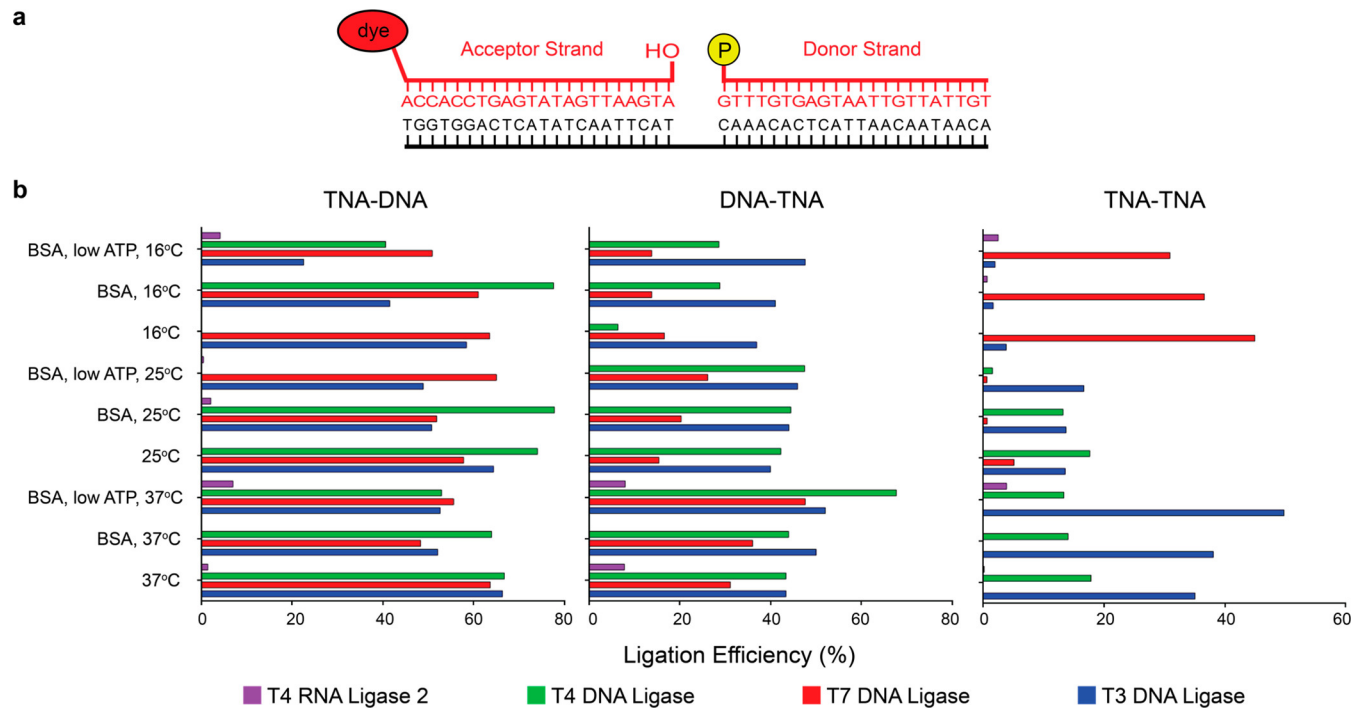 a
dye
Acceptor Strand
HO
P
Donor Strand
ACCACCTGAGTATAGTTAAGTA GTTTGTGAGTAATTGTTATTGT
TGGTGGACTCATATCAATTCAT CAAACACTCATTAACAATAACA
b
TNA-DNA
DNA-TNA
TNA-TNA
BSA, low ATP, 16°C
BSA, 16°C
16°C
BSA, low ATP, 25°C
BSA, 25°C
25°C
BSA, low ATP, 37°C
BSA, 37°C
37°C
0 20 40 60 80
0 20 40 60 80
0 20 40 60
Ligation Efficiency (%)
T4 RNA Ligase 2
T4 DNA Ligase
T7 DNA Ligase
T3 DNA Ligase